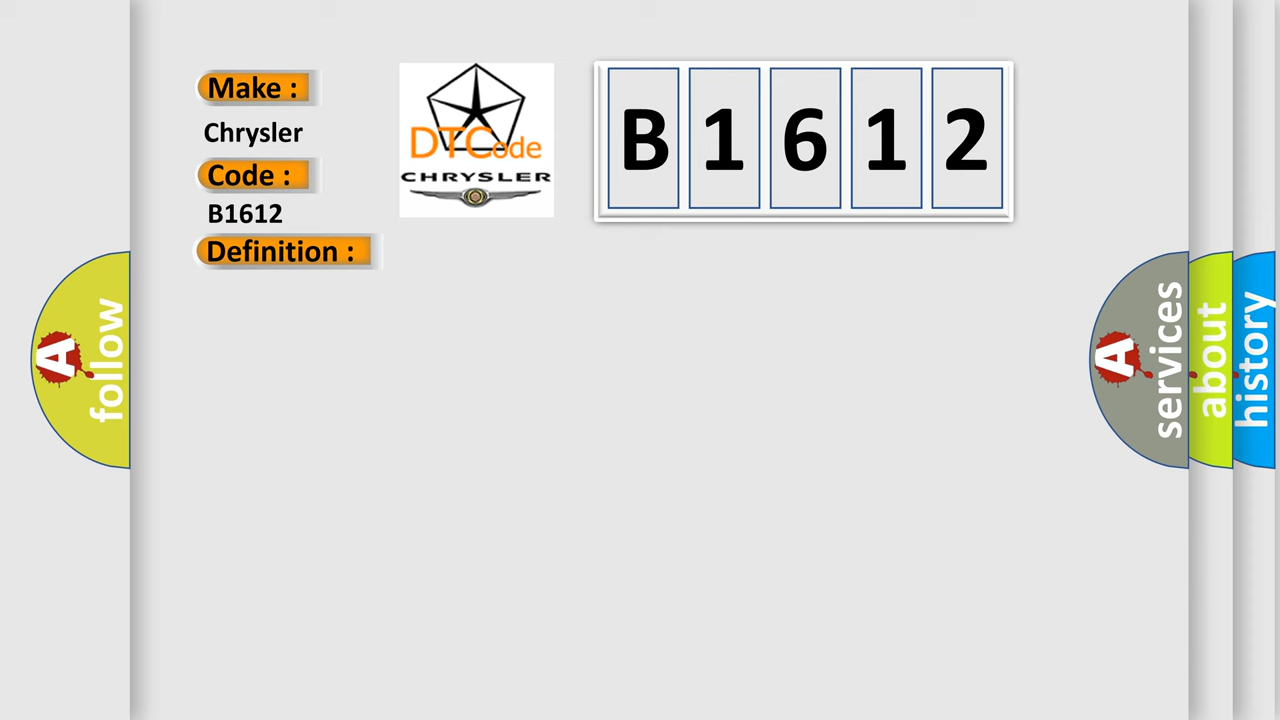 Make :
Chrysler
Code :
B1612
Definition :
DTCode
CHRYSLER
B 1 6 1 2
A follow
A services
about
history